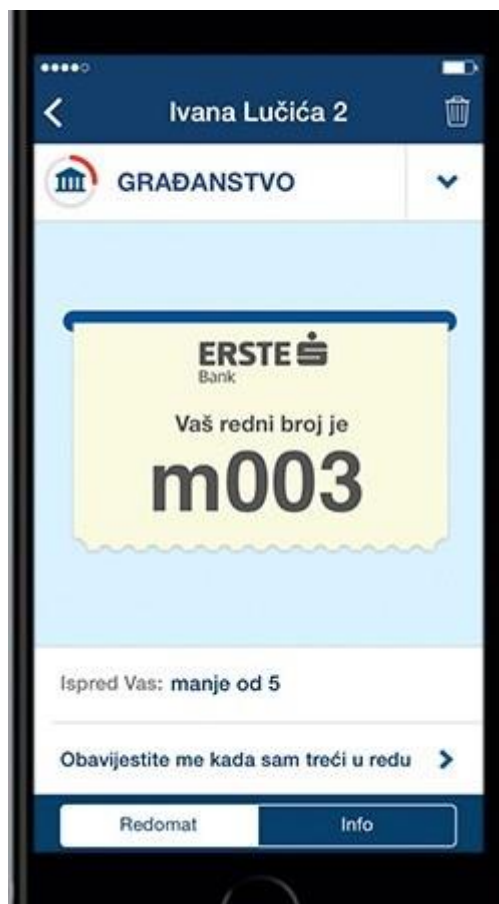 Ivana Lučića 2
GRAĐANSTVO
ERSTE
Bank
Vaš redni broj je
m003
Ispred Vas: manje od 5
Obavijestite me kada sam treći u redu
Redomat
Info